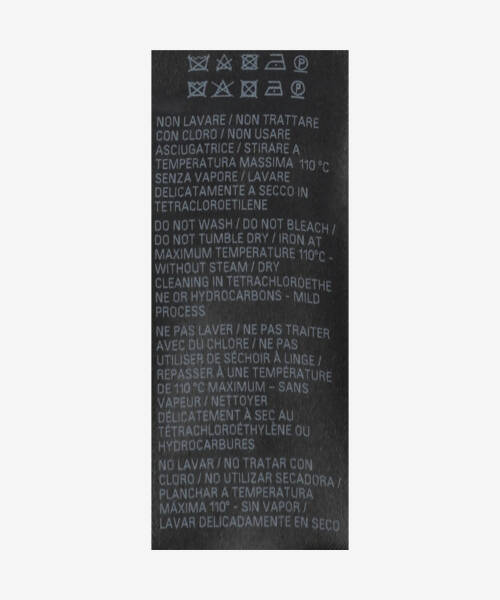 NON LAVARE / NON TRATTARE
CON CLORO / NON USARE
ASCIUGATRICE / STIRARE A
TEMPERATURA MASSIMA 110 °C
SENZA VAPORE / LAVARE
DELICATAMENTE A SECCO IN
TETRACLOROETILENE
DO NOT WASH / DO NOT BLEACH /
DO NOT TUMBLE DRY / IRON AT
MAXIMUM TEMPERATURE 110°C -
WITHOUT STEAM / DRY
CLEANING IN TETRACHLOROETHE
NE OR HYDROCARBONS - MILD
PROCESS
NE PAS LAVER / NE PAS TRAITER
AVEC DU CHLORE / NE PAS
UTILISER DE SÉCHOIR À LINGE /
REPASSER À UNE TEMPÉRATURE
DE 110 °C MAXIMUM – SANS
VAPEUR / NETTOYER
DÉLICATEMENT À SEC AU
TÉTRACHLOROÉTHYLÈNE OU
HYDROCARBURES
NO LAVAR / NO TRATAR CON
CLORO / NO UTILIZAR SECADORA /
PLANCHAR A TEMPERATURA
MÁXIMA 110° - SIN VAPOR /
LAVAR DELICADAMENTE EN SECO